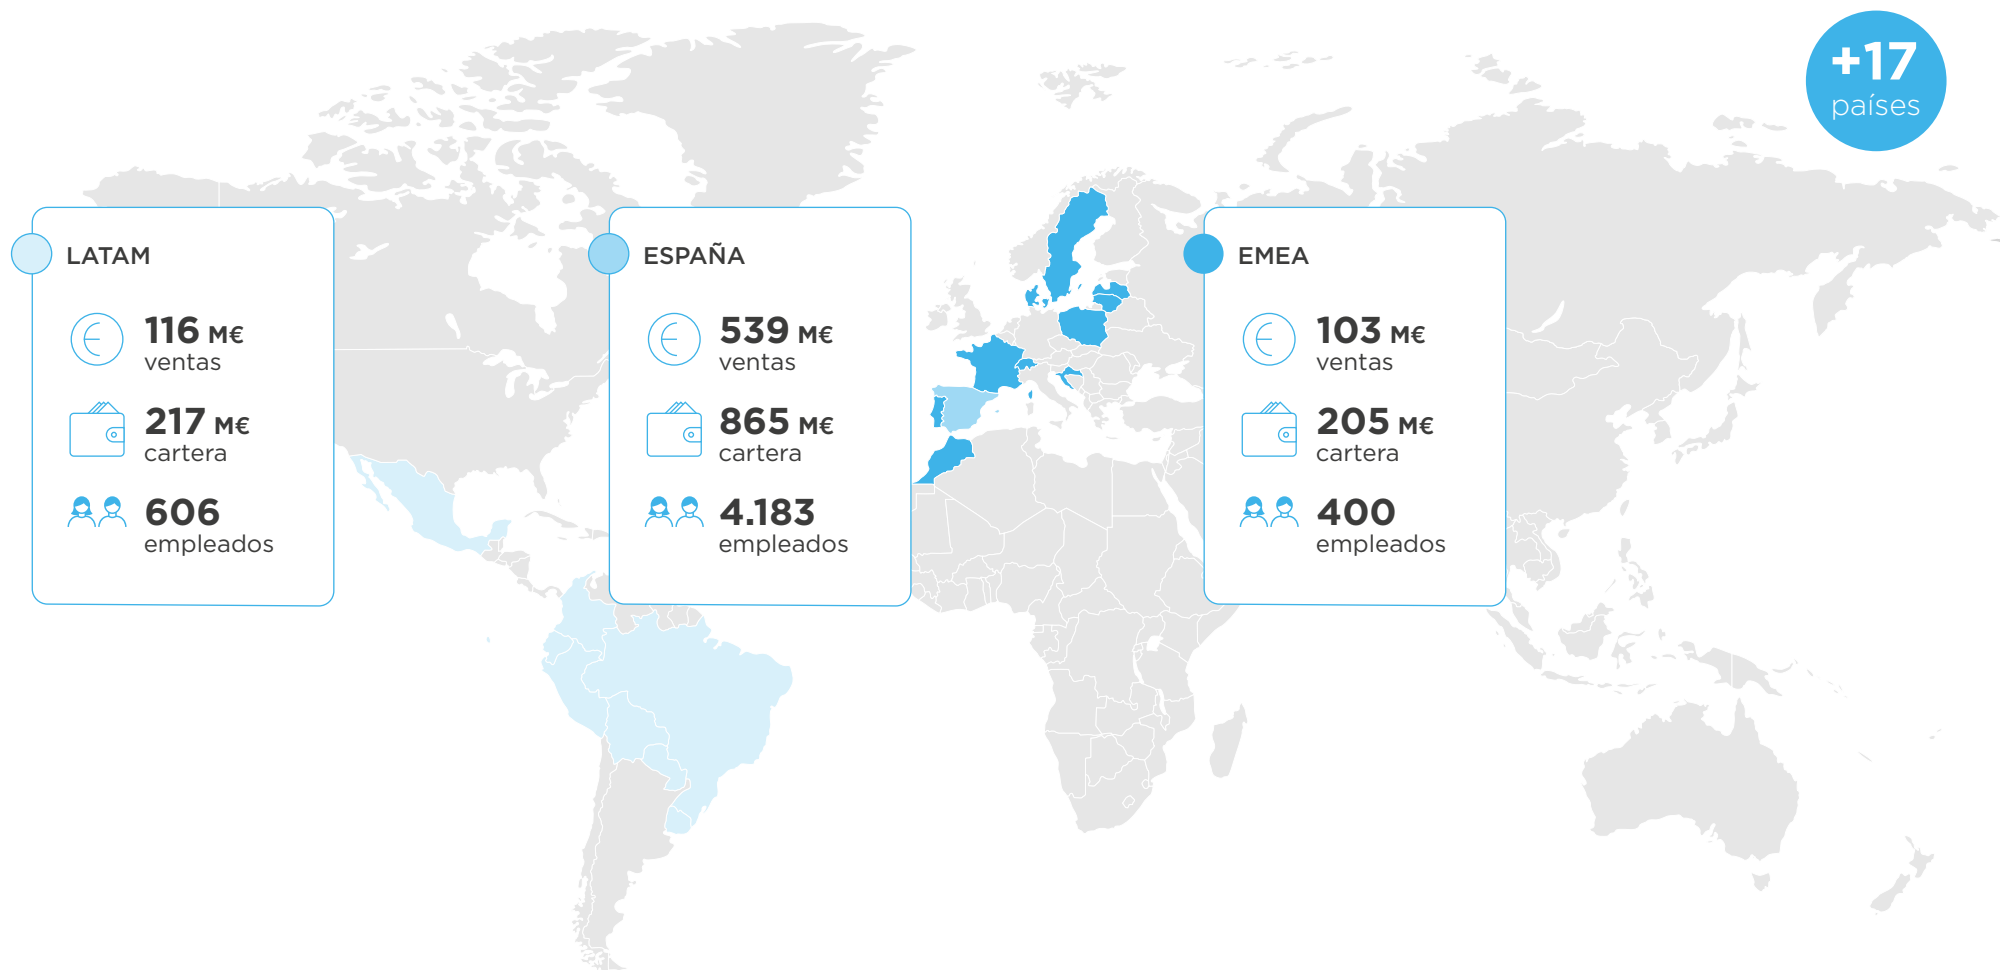 +17
países
LATAM
116 M€
ventas
217 M€
cartera
606
empleados
ESPAÑA
539 M€
ventas
865 M€
cartera
4.183
empleados
EMEA
103 M€
ventas
205 M€
cartera
400
empleados